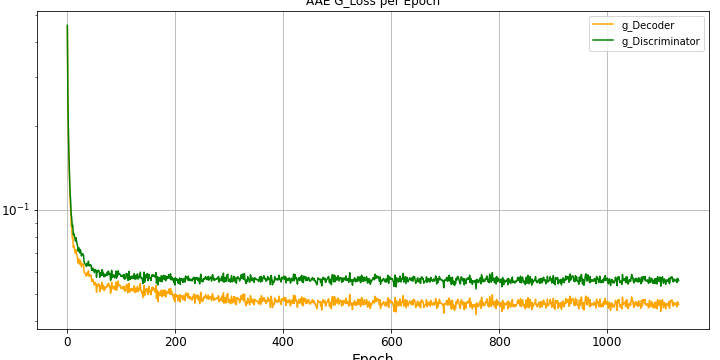 AAE G_Loss per Epoch
g_Decoder
g_Discriminator
10⁻¹
0 200 400 600 800 1000
Epoch